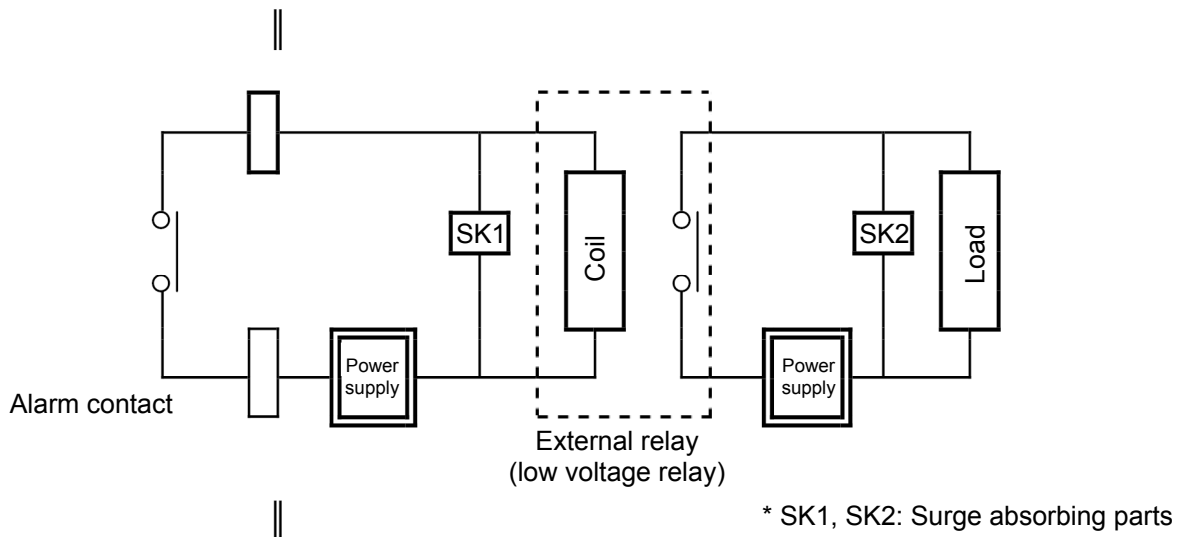 SK1
Coil
SK2
Load
Power
supply
Power
supply
Alarm contact
External relay
(low voltage relay)
* SK1, SK2: Surge absorbing parts